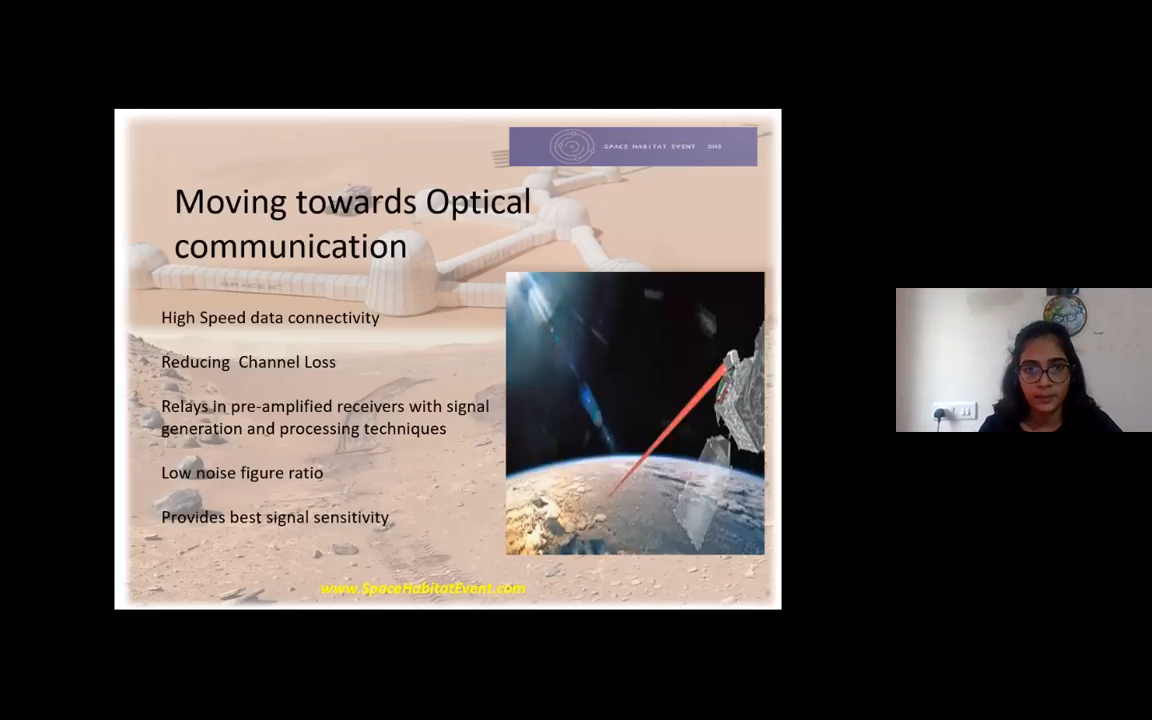 SPACE HABITAT EVENT SHE
Moving towards Optical
communication
SPACEX
High Speed data connectivity
Reducing  Channel Loss
Relays in pre-amplified receivers with signal
generation and processing techniques
Low noise figure ratio
Provides best signal sensitivity
www.SpaceHabitatEvent.com